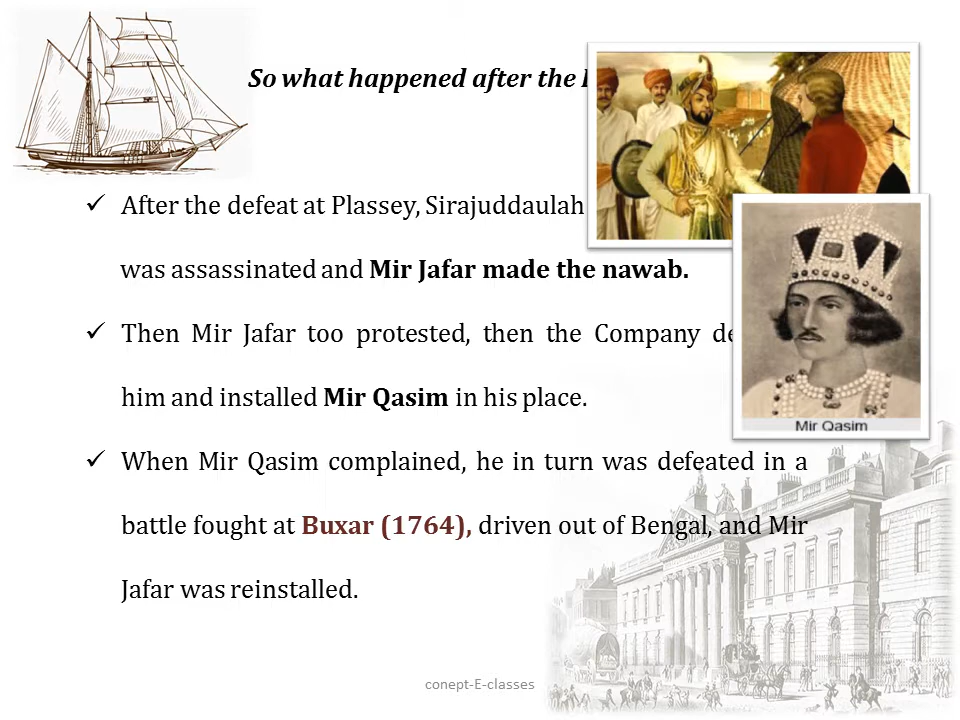 So what happened after the
✓ After the defeat at Plassey, Sirajuddaulah
was assassinated and Mir Jafar made the nawab.
✓ Then Mir Jafar too protested, then the Company
him and installed Mir Qasim in his place.
Mir Qasim
✓ When Mir Qasim complained, he in turn was defeated in a
battle fought at Buxar (1764), driven out of Bengal, and Mir
Jafar was reinstalled.
conept-E-classes